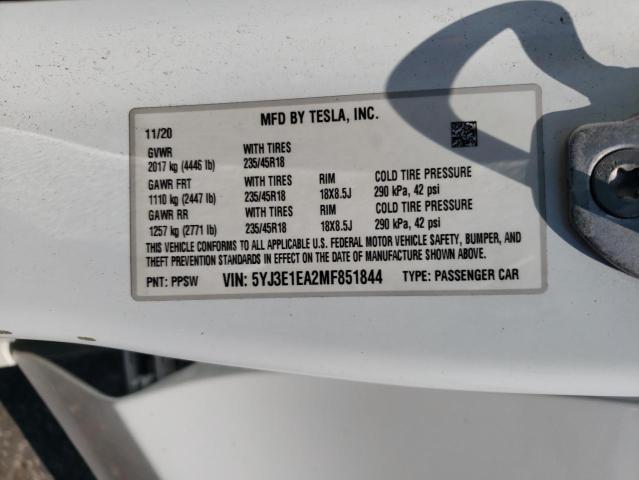 MFD BY TESLA, INC.
11/20
GVWR WITH TIRES
2017 kg (4446 lb) 235/45R18
GAWR FRT WITH TIRES RIM COLD TIRE PRESSURE
1110 kg (2447 lb) 235/45R18 18X8.5J 290 kPa, 42 psi
GAWR RR WITH TIRES RIM COLD TIRE PRESSURE
1257 kg (2771 lb) 235/45R18 18X8.5J 290 kPa, 42 psi
THIS VEHICLE CONFORMS TO ALL APPLICABLE U.S. FEDERAL MOTOR VEHICLE SAFETY, BUMPER, AND
THEFT PREVENTION STANDARDS IN EFFECT ON THE DATE OF MANUFACTURE SHOWN ABOVE.
PNT: PPSW VIN: 5YJ3E1EA2MF851844 TYPE: PASSENGER CAR